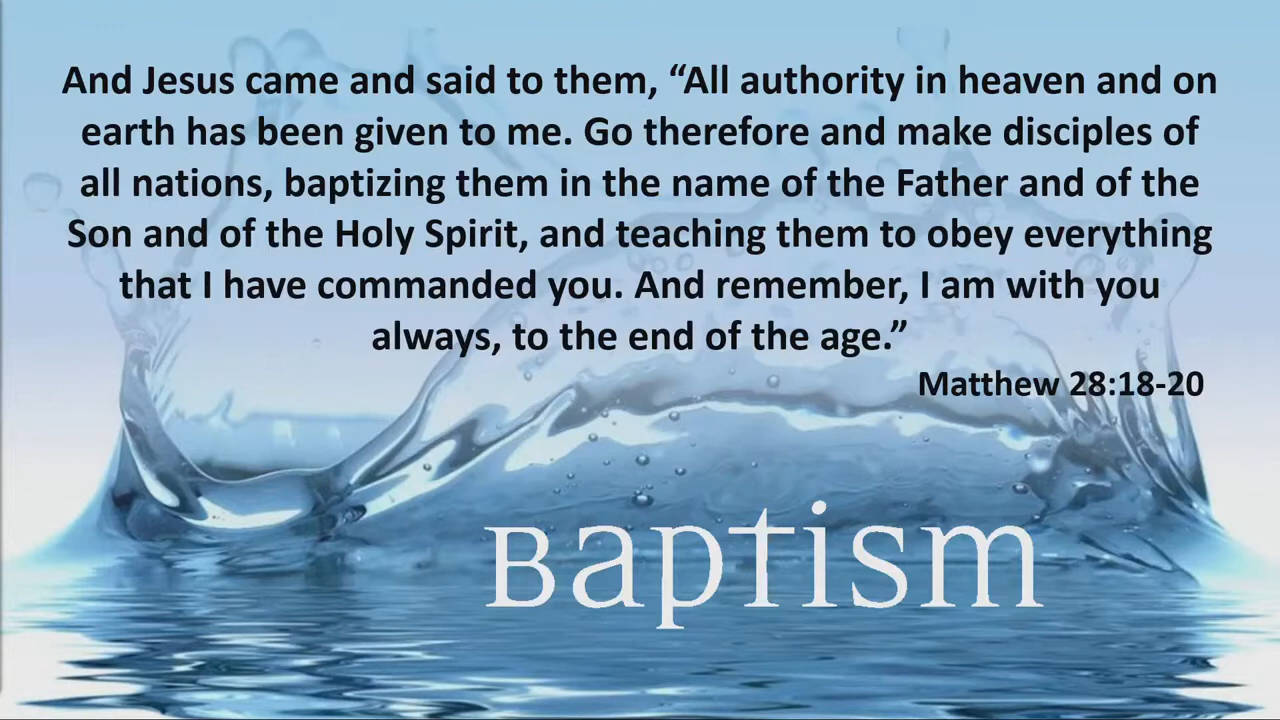 And Jesus came and said to them, “All authority in heaven and on
earth has been given to me. Go therefore and make disciples of
all nations, baptizing them in the name of the Father and of the
Son and of the Holy Spirit, and teaching them to obey everything
that I have commanded you. And remember, I am with you
always, to the end of the age.”
Matthew 28:18-20
Baptism